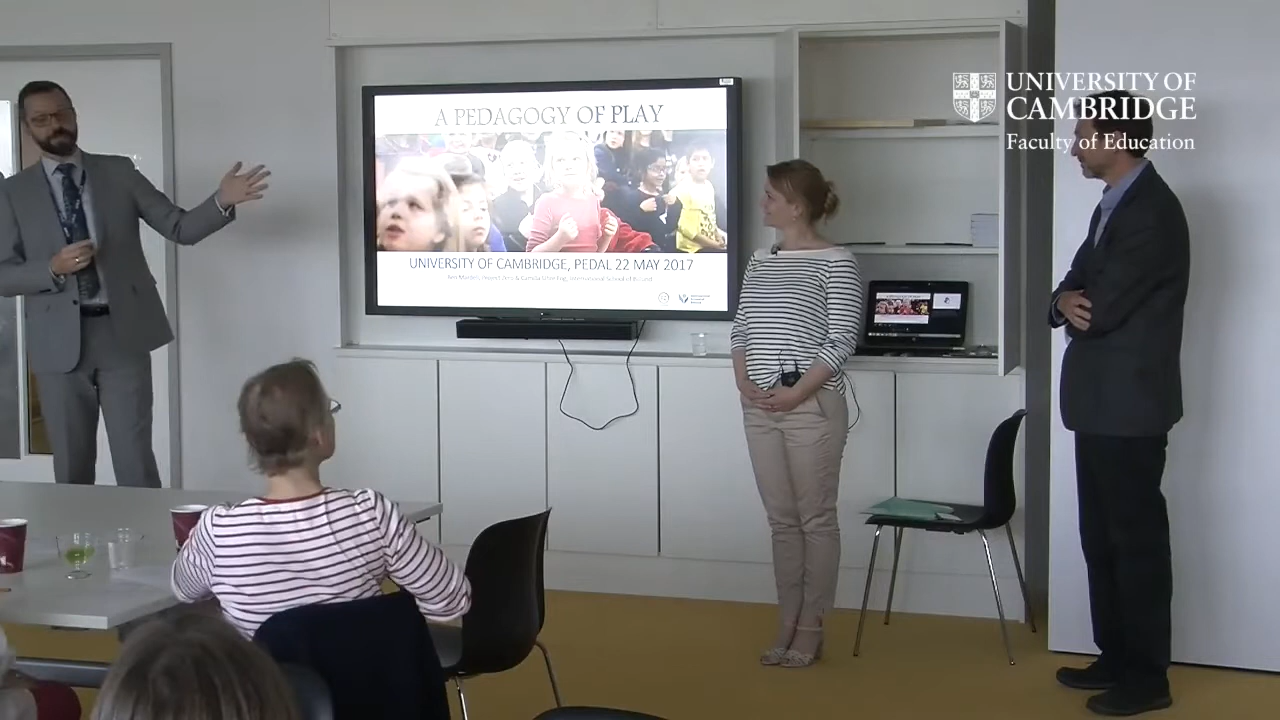 A PEDAGOGY OF PLAY
UNIVERSITY OF CAMBRIDGE, PEDAL 22 MAY 2017
UNIVERSITY OF
CAMBRIDGE
Faculty of Education